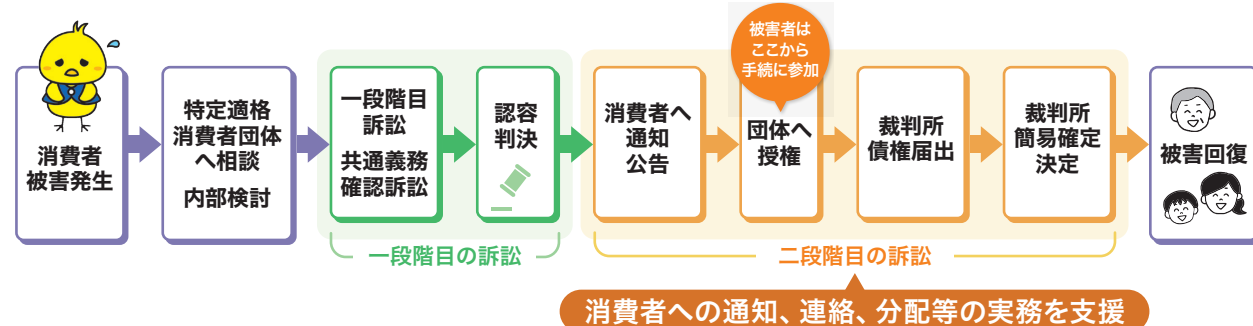 被害者は
ここから
手続に参加
消費者
被害発生
特定適格
消費者団体
へ相談
内部検討
一段階目
訴訟
共通義務
確認訴訟
認容
判決
消費者へ
通知
公告
団体へ
授権
裁判所
債権届出
裁判所
簡易確定
決定
被害回復
一段階目の訴訟
二段階目の訴訟
消費者への通知、連絡、分配等の実務を支援